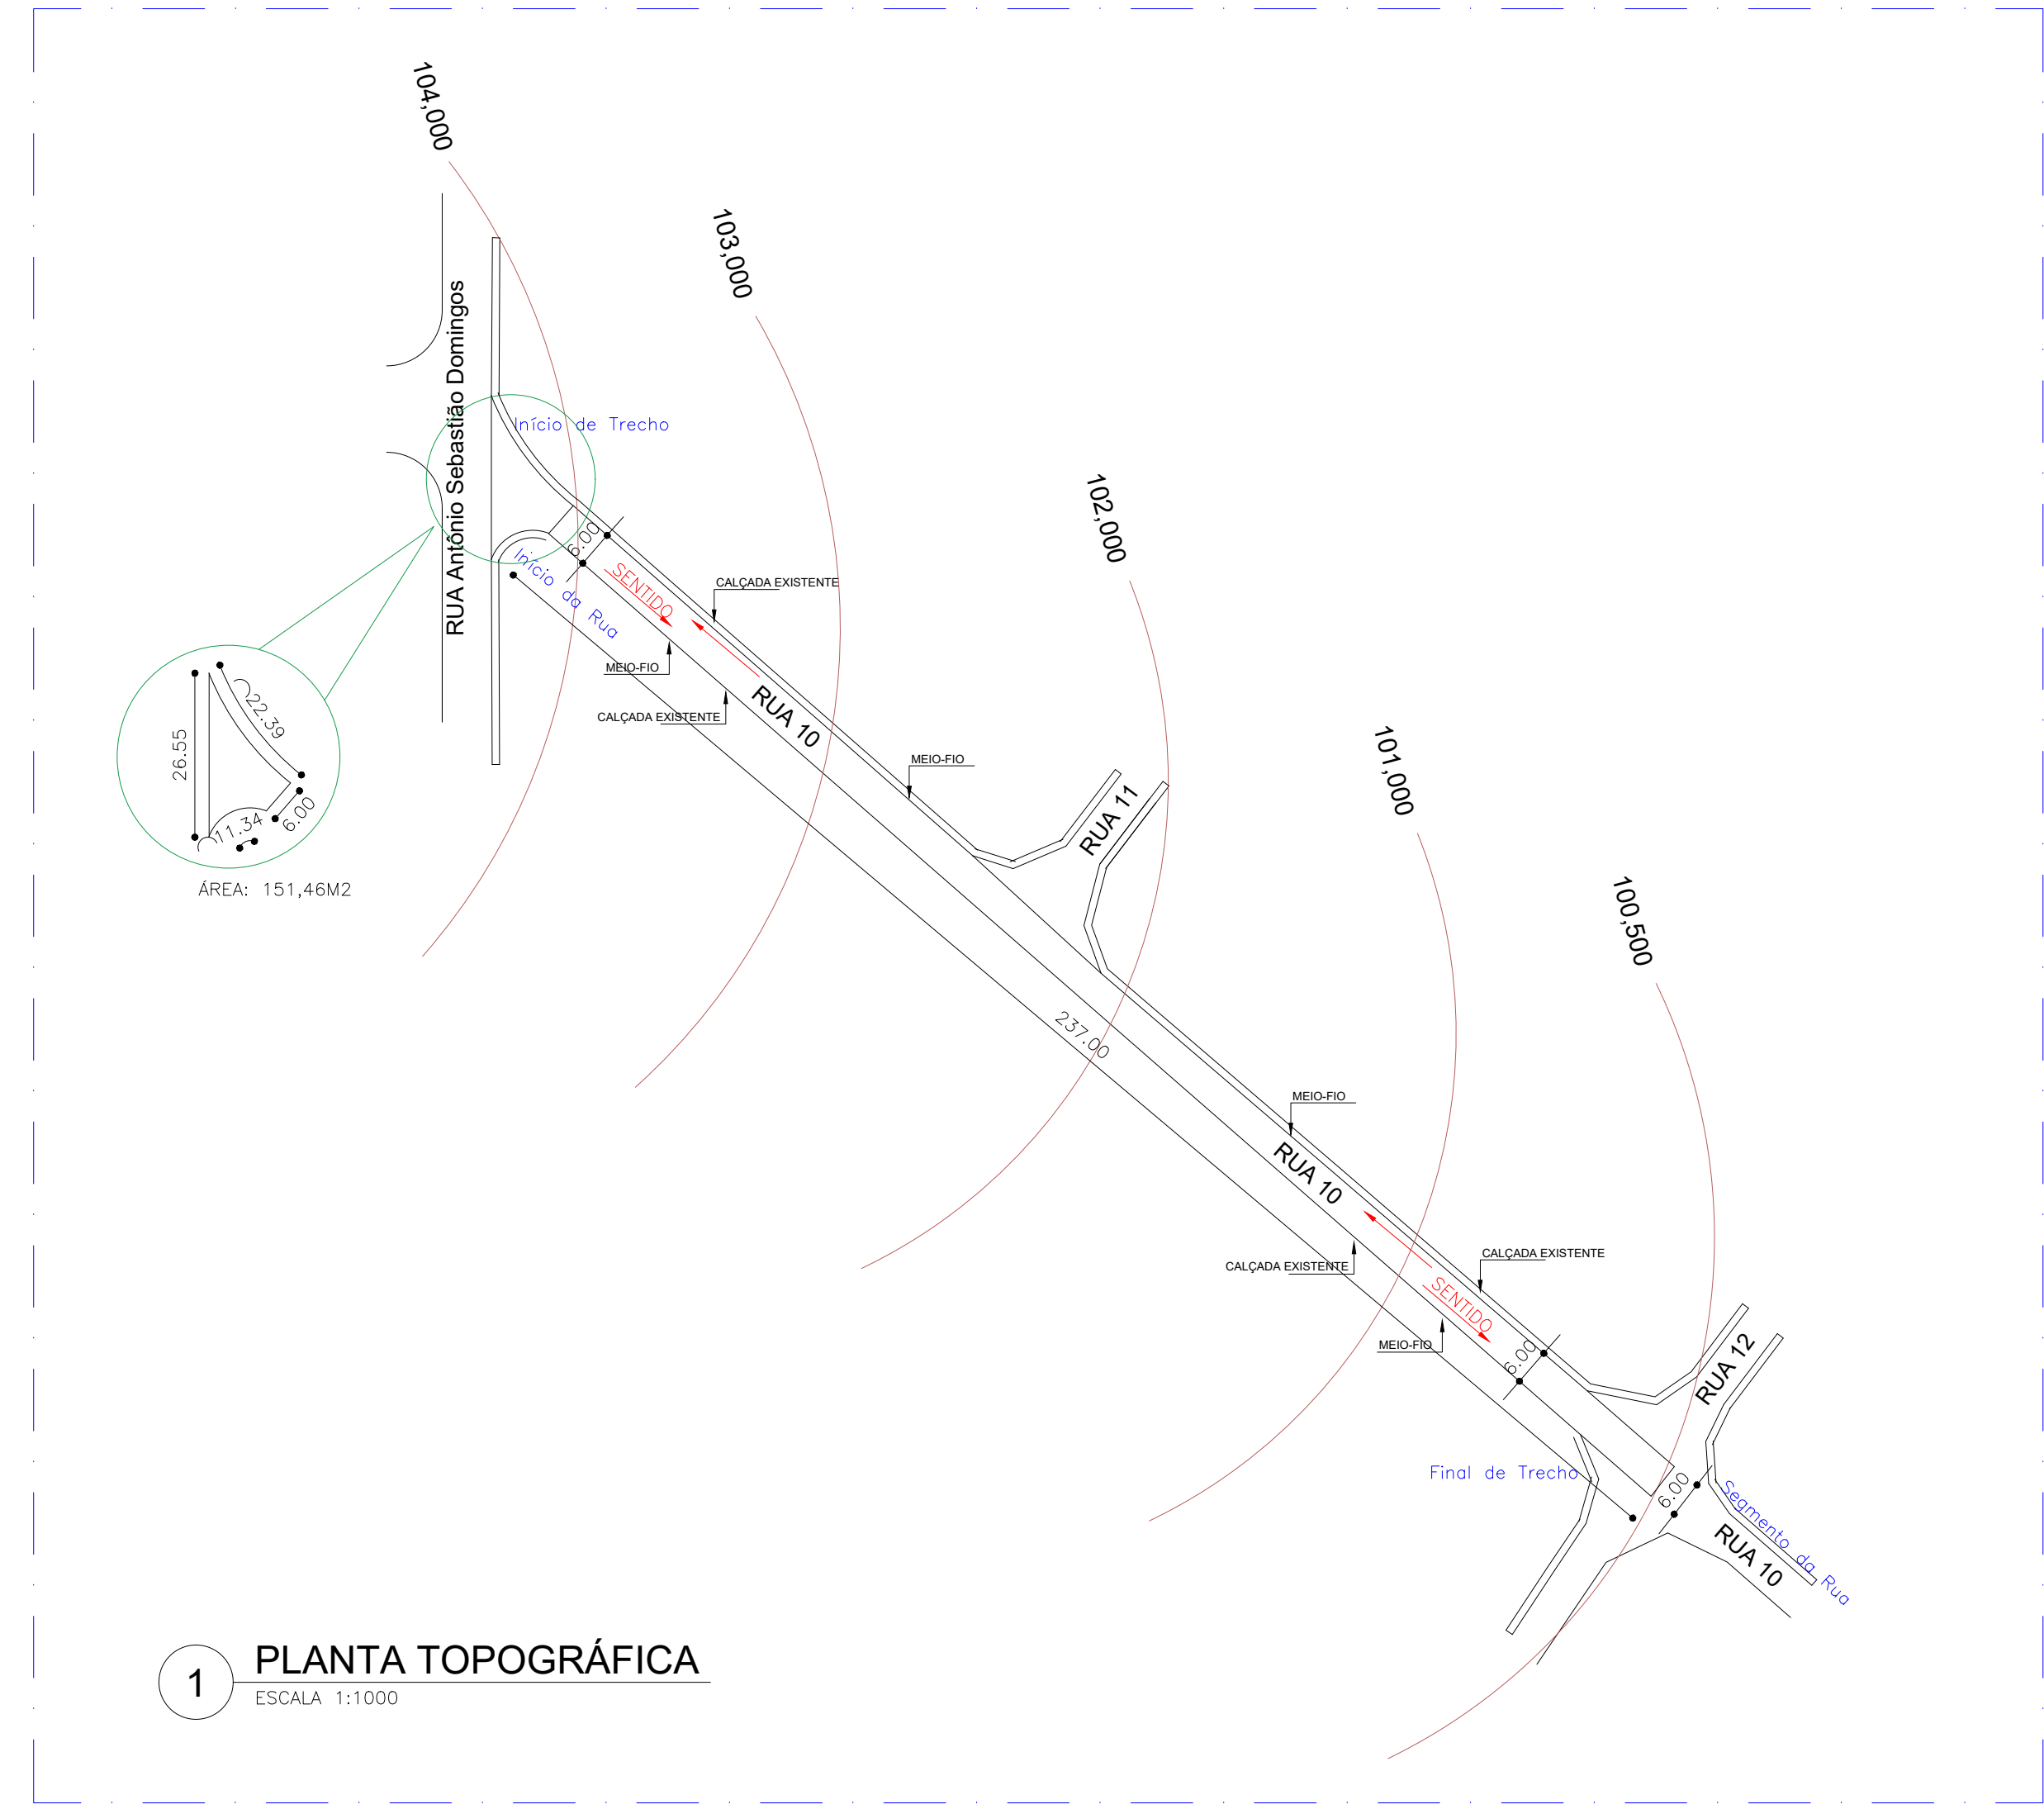 104,000
103,000
RUA Antônio Sebastião Domingos
Início de Trecho
102,000
6.00
Início da Rua
SENTIDO
CALÇADA EXISTENTE
MEIO-FIO
RUA 10
CALÇADA EXISTENTE
22.39
26.55
11.34
6.00
ÁREA: 151,46M2
MEIO-FIO
RUA 11
101,000
100,500
237.00
MEIO-FIO
RUA 10
CALÇADA EXISTENTE
CALÇADA EXISTENTE
SENTIDO
MEIO-FIO
6.00
RUA 12
Final de Trecho
6.00
Segmento da Rua
RUA 10
1
PLANTA TOPOGRÁFICA
ESCALA 1:1000